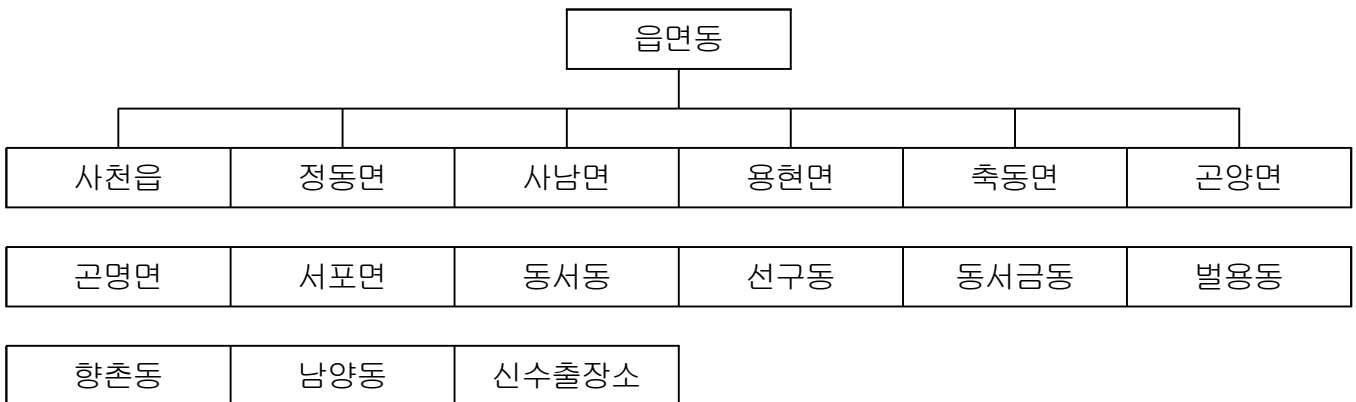 읍면동
사천읍 정동면 사남면 용현면 축동면 곤양면
곤명면 서포면 동서동 선구동 동서금동 벌용동
향촌동 남양동 신수출장소